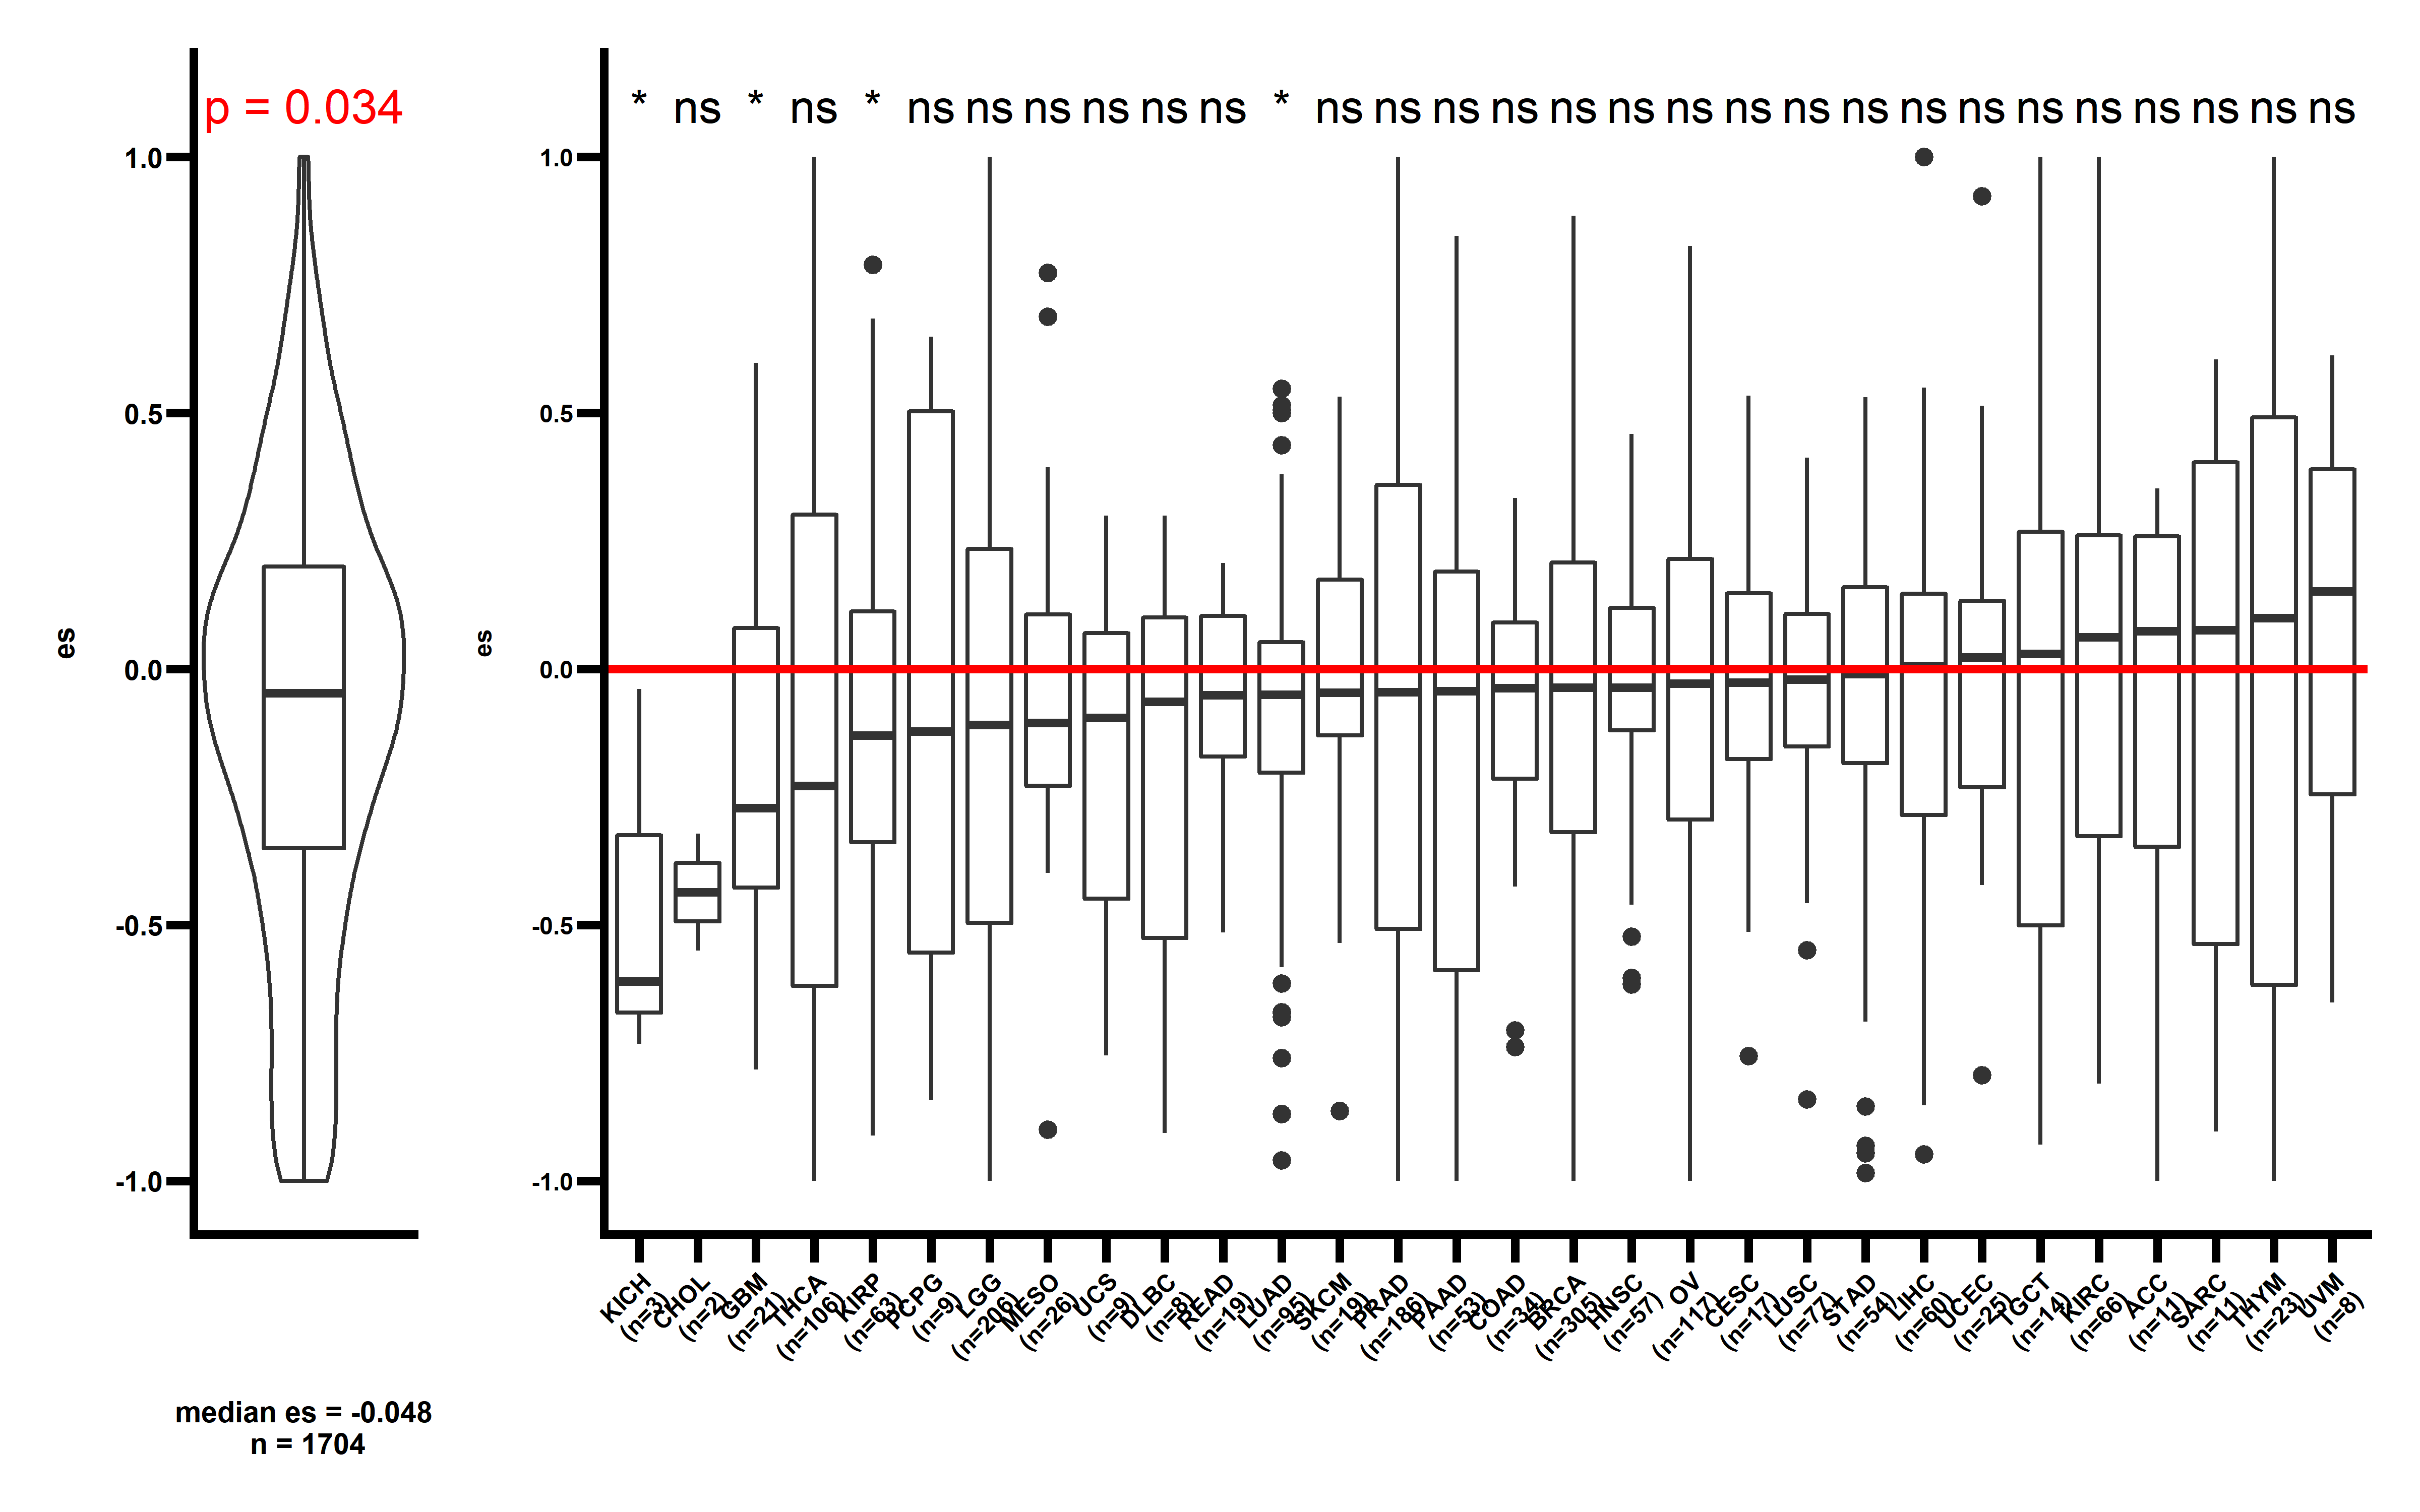 p = 0.034
1.0
0.5
0.0
-0.5
-1.0
es
median es = -0.048
n = 1704
* ns * ns * ns ns ns ns ns ns * ns ns ns ns ns ns ns ns ns ns ns ns ns ns ns ns ns ns
1.0
0.5
0.0
-0.5
-1.0
es
KICH
(n=3)
CHOL
(n=2)
GBM
(n=21)
THCA
(n=106)
KIRP
(n=63)
PCPG
(n=9)
LGG
(n=206)
MESO
(n=26)
UCS
(n=9)
DLBC
(n=8)
READ
(n=19)
LUAD
(n=95)
SKCM
(n=19)
PRAD
(n=186)
PAAD
(n=53)
COAD
(n=34)
BRCA
(n=305)
HNSC
(n=57)
OV
(n=117)
CESC
(n=17)
LUSC
(n=77)
STAD
(n=54)
LIHC
(n=60)
UCEC
(n=25)
TGCT
(n=14)
KIRC
(n=66)
ACC
(n=11)
SARC
(n=11)
THYM
(n=23)
UVM
(n=8)